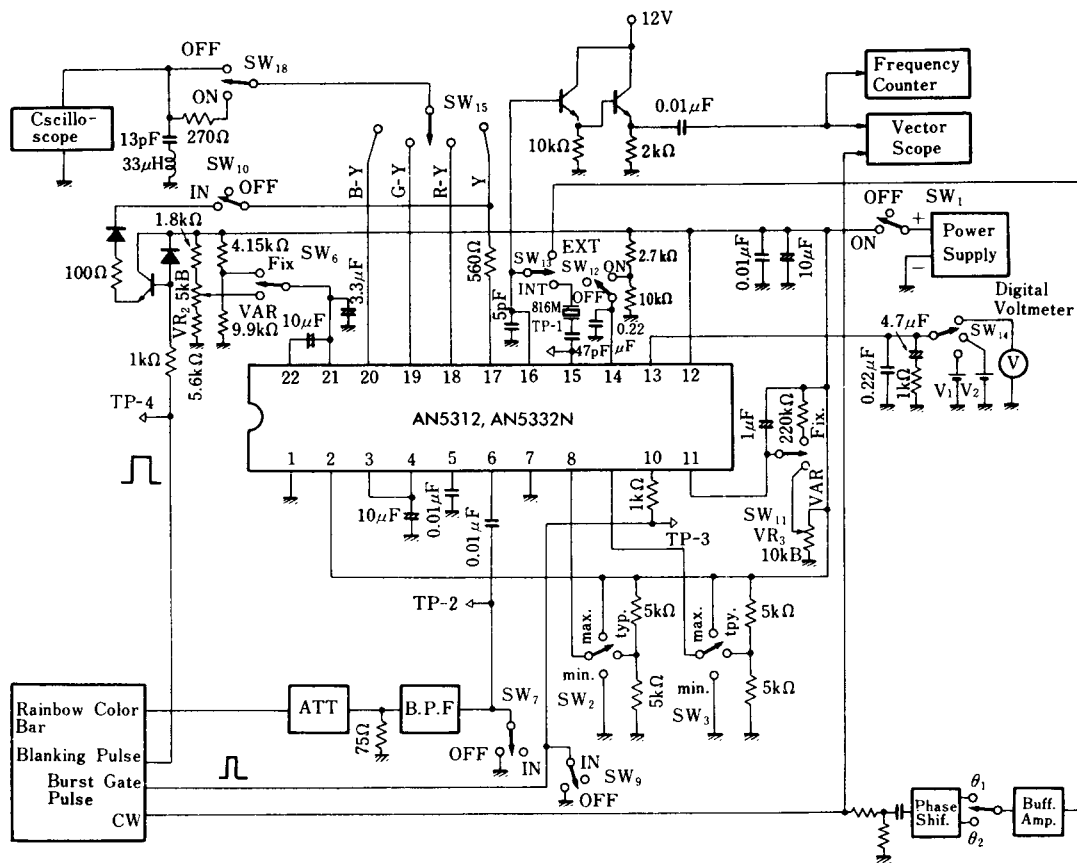 12V
OFF
SW18
ON
270Ω
Cscillo-
scope
13pF
33μH
SW15
B-Y
G-Y
R-Y
Y
10kΩ
2kΩ
0.01μF
Frequency
Counter
Vector
Scope
SW10
IN
OFF
1.8kΩ
4.15kΩ
SW6
Fix
VAR
100Ω
VR2 5kB
9.9kΩ
5.6kΩ
1kΩ
10μF
3.3μF
560Ω
5pF
SW13
EXT
INT
SW12
ON
OFF
2.7kΩ
10kΩ
816M
TP-1
47pF
0.22
μF
0.01μF
10μF
OFF
SW1
ON
+
−
Power
Supply
Digital
Voltmeter
4.7μF
SW14
V
0.22μF
1kΩ
V1
V2
TP-4
22 21 20 19 18 17 16 15 14 13 12
AN5312, AN5332N
1 2 3 4 5 6 7 8 10 11
1μF
220kΩ
Fix.
VAR
SW11
VR3
10kB
10μF
0.01μF
0.01μF
1kΩ
TP-3
TP-2
max.
typ.
min.
SW2
5kΩ
5kΩ
max.
tpy.
min.
SW3
5kΩ
5kΩ
Rainbow Color
Bar
Blanking Pulse
Burst Gate
Pulse
CW
ATT
75Ω
B.P.F
SW7
OFF
IN
IN
SW9
OFF
Phase
Shif.
θ1
θ2
Buff.
Amp.